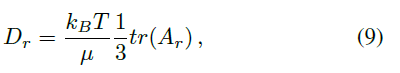 D_r = \frac{k_B T}{\mu} \frac{1}{3} tr(A_r) , (9)